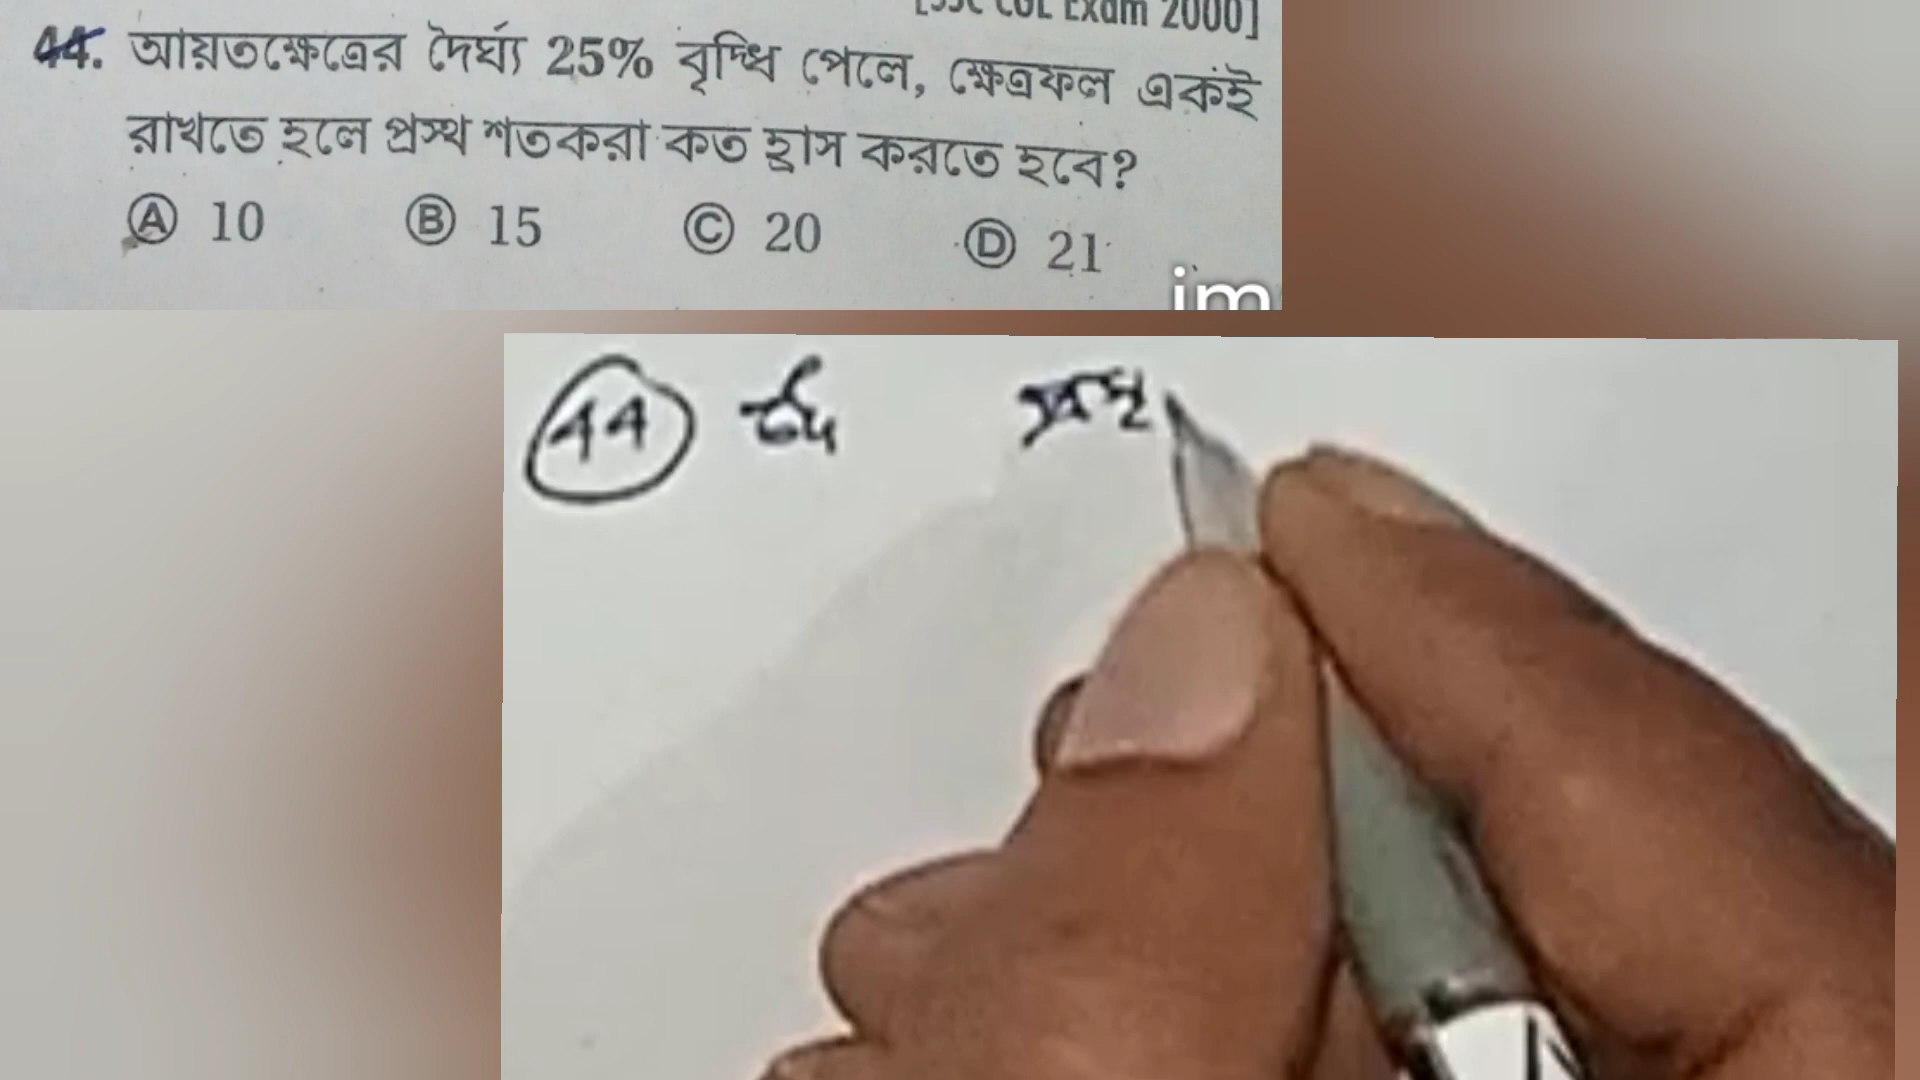 [SSC CGL Exam 2000]
44. আয়তক্ষেত্রের দৈর্ঘ্য 25% বৃদ্ধি পেলে, ক্ষেত্রফল একই
রাখতে হলে প্রস্থ শতকরা কত হ্রাস করতে হবে?
Ⓐ 10 Ⓑ 15 Ⓒ 20 Ⓓ 21
im
44 দৈ প্রস্থ